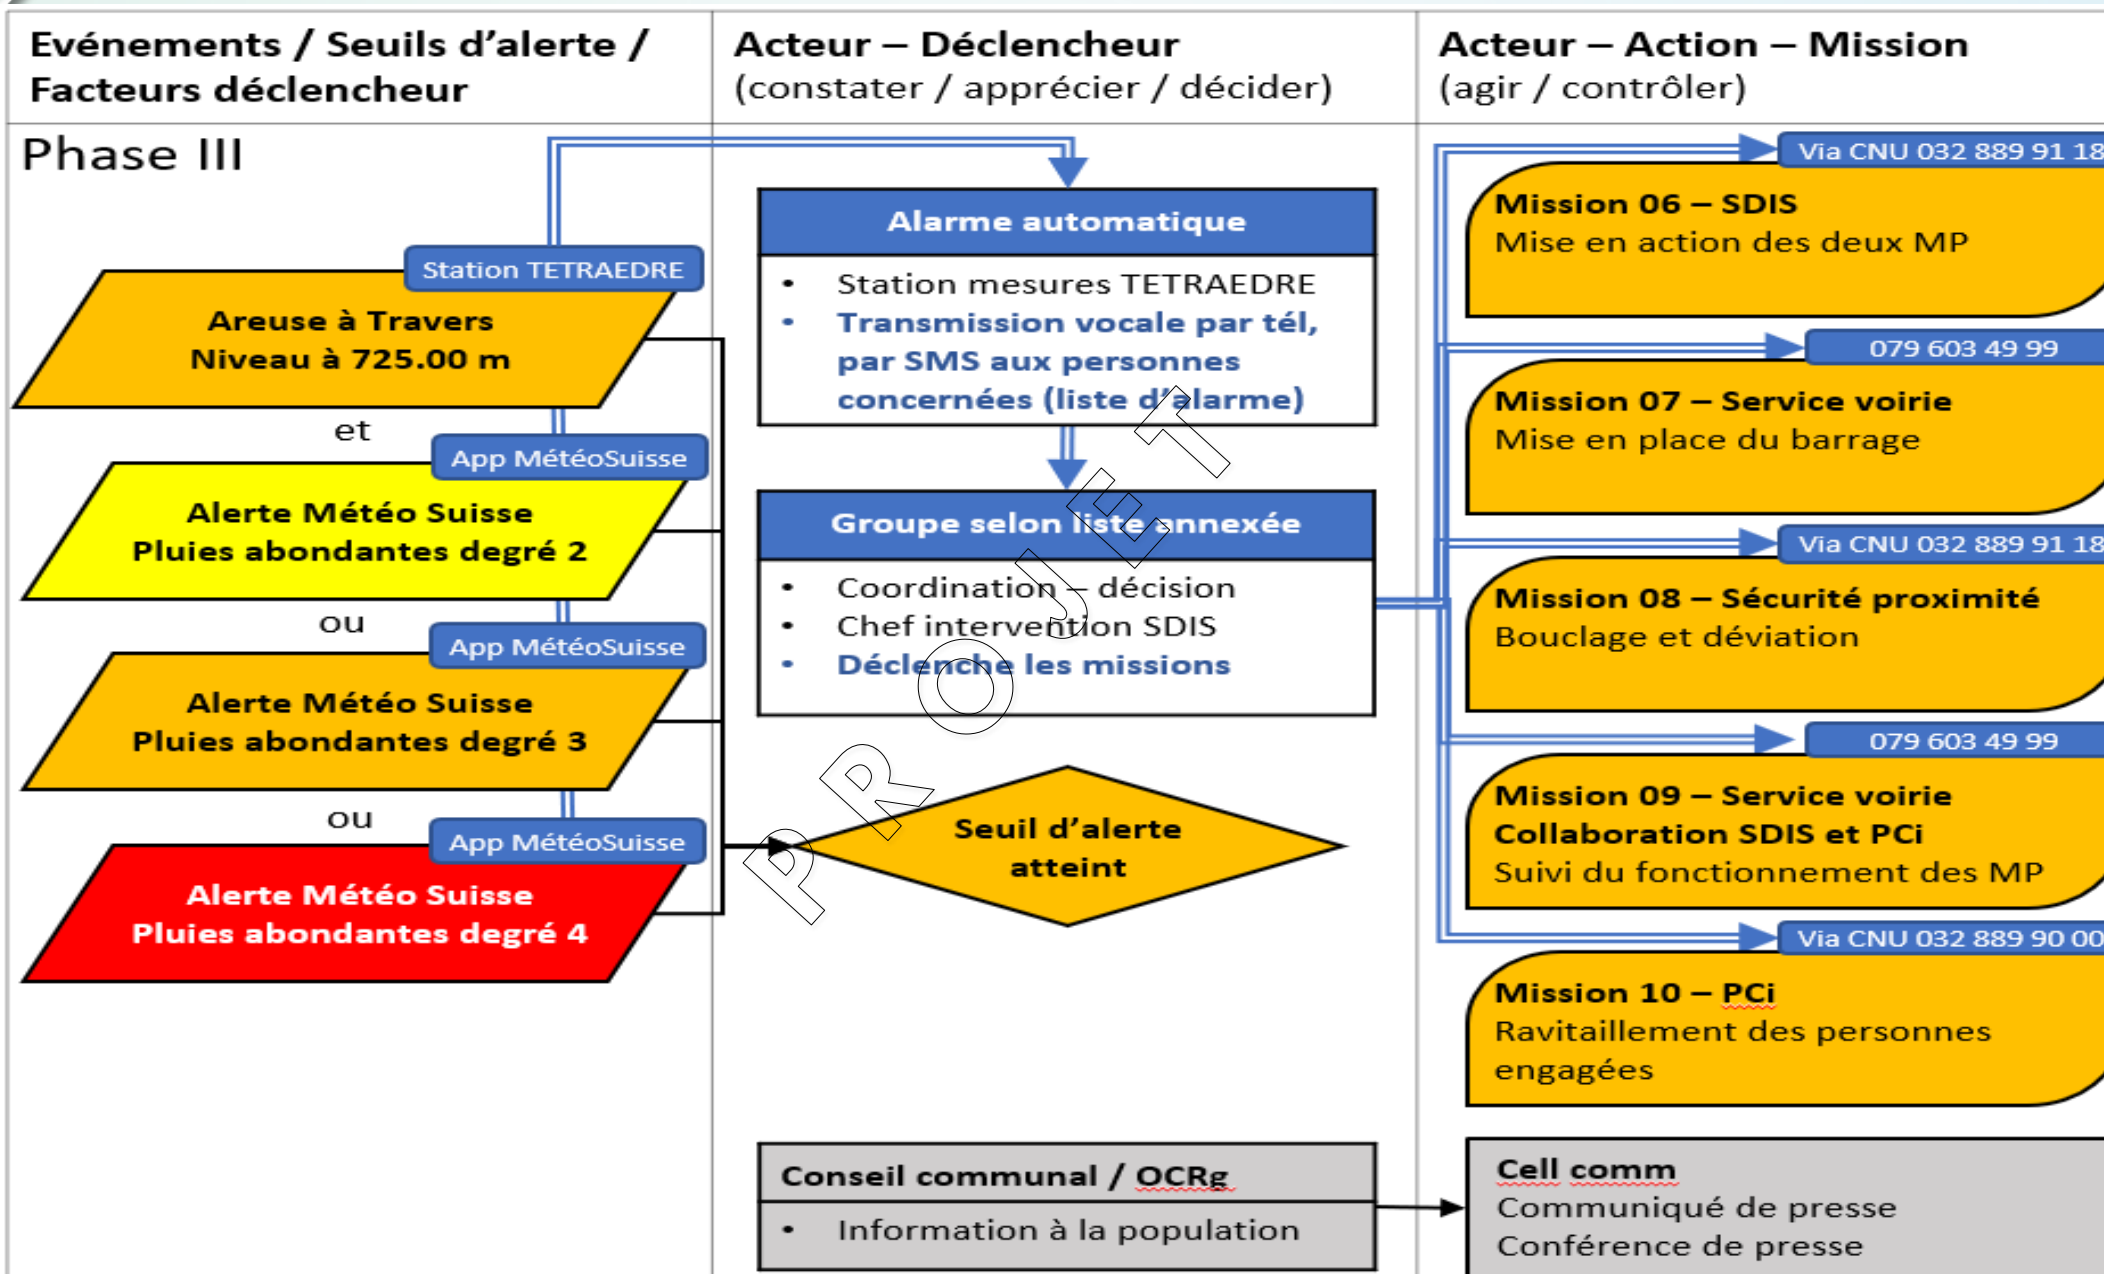 Evénements / Seuils d’alerte /
Facteurs déclencheur
Acteur – Déclencheur
(constater / apprécier / décider)
Acteur – Action – Mission
(agir / contrôler)
Phase III
Station TETRAEDRE
Areuse à Travers
Niveau à 725.00 m
et
App MétéoSuisse
Alerte Météo Suisse
Pluies abondantes degré 2
ou
App MétéoSuisse
Alerte Météo Suisse
Pluies abondantes degré 3
ou
App MétéoSuisse
Alerte Météo Suisse
Pluies abondantes degré 4
Alarme automatique
• Station mesures TETRAEDRE
• Transmission vocale par tél,
par SMS aux personnes
concernées (liste d’alarme)
Groupe selon liste annexée
• Coordination – décision
• Chef intervention SDIS
• Déclenche les missions
Seuil d’alerte
atteint
PROJET
Conseil communal / OCRg
• Information à la population
Via CNU 032 889 91 18
Mission 06 – SDIS
Mise en action des deux MP
079 603 49 99
Mission 07 – Service voirie
Mise en place du barrage
Via CNU 032 889 91 18
Mission 08 – Sécurité proximité
Bouclage et déviation
079 603 49 99
Mission 09 – Service voirie
Collaboration SDIS et PCi
Suivi du fonctionnement des MP
Via CNU 032 889 90 00
Mission 10 – PCi
Ravitaillement des personnes
engagées
Cell comm
Communiqué de presse
Conférence de presse